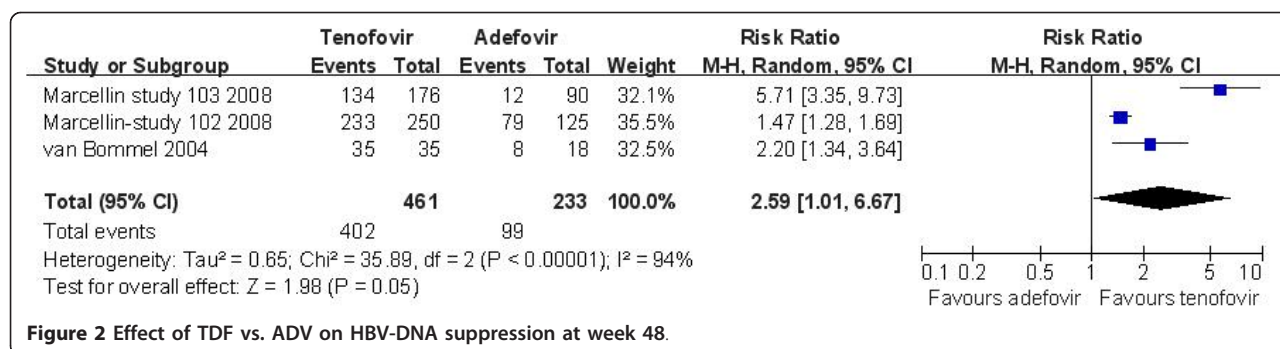 Tenofovir Adefovir Risk Ratio Risk Ratio
Study or Subgroup Events Total Events Total Weight M-H, Random, 95% CI M-H, Random, 95% CI
Marcellin study 103 2008 134 176 12 90 32.1% 5.71 [3.35, 9.73]
Marcellin-study 102 2008 233 250 79 125 35.5% 1.47 [1.28, 1.69]
van Bommel 2004 35 35 8 18 32.5% 2.20 [1.34, 3.64]
Total (95% CI) 461 233 100.0% 2.59 [1.01, 6.67]
Total events 402 99
Heterogeneity: Tau² = 0.65; Chi² = 35.89, df = 2 (P < 0.00001); I² = 94%
Test for overall effect: Z = 1.98 (P = 0.05)
0.1 0.2 0.5 1 2 5 10
Favours adefovir Favours tenofovir
Figure 2 Effect of TDF vs. ADV on HBV-DNA suppression at week 48.